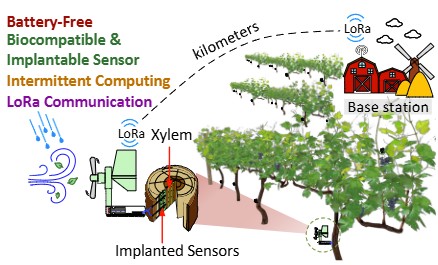 Battery-Free
Biocompatible &
Implantable Sensor
Intermittent Computing
LoRa Communication
kilometers
LoRa
Base station
LoRa
Xylem
Implanted Sensors